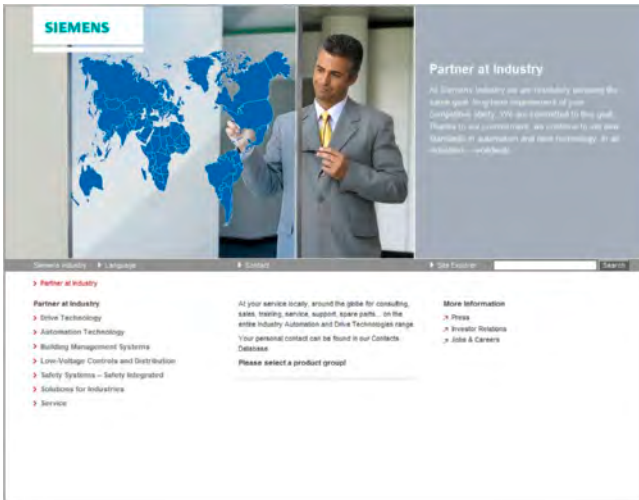 SIEMENS
Partner at Industry
At Siemens Industry we are resolutely pursuing the
same goal: long-term improvement of your
competitive ability. We are committed to this goal.
Thanks to our commitment, we continue to set new
standards in automation and drive technology. In all
industries – worldwide.
Siemens Industry Language Contact Site Explorer Search
Partner at Industry
Partner at Industry
Drive Technology
Automation Technology
Building Management Systems
Low-Voltage Controls and Distribution
Safety Systems – Safety Integrated
Solutions for Industries
Service
At your service locally, around the globe for consulting,
sales, training, service, support, spare parts... on the
entire Industry Automation and Drive Technologies range.
Your personal contact can be found in our Contacts
Database.
Please select a product group!
More Information
Press
Investor Relations
Jobs & Careers